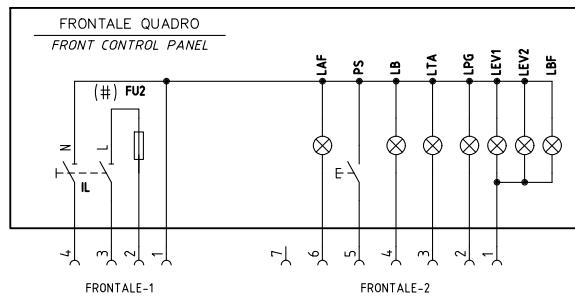 FRONTALE QUADRO
FRONT CONTROL PANEL
LAF PS LB LTA LPG LEV1 LEV2 LBF
(#) FU2
N L
IL
4 3 2 1 7 6 5 4 3 2 1
FRONTALE-1 FRONTALE-2